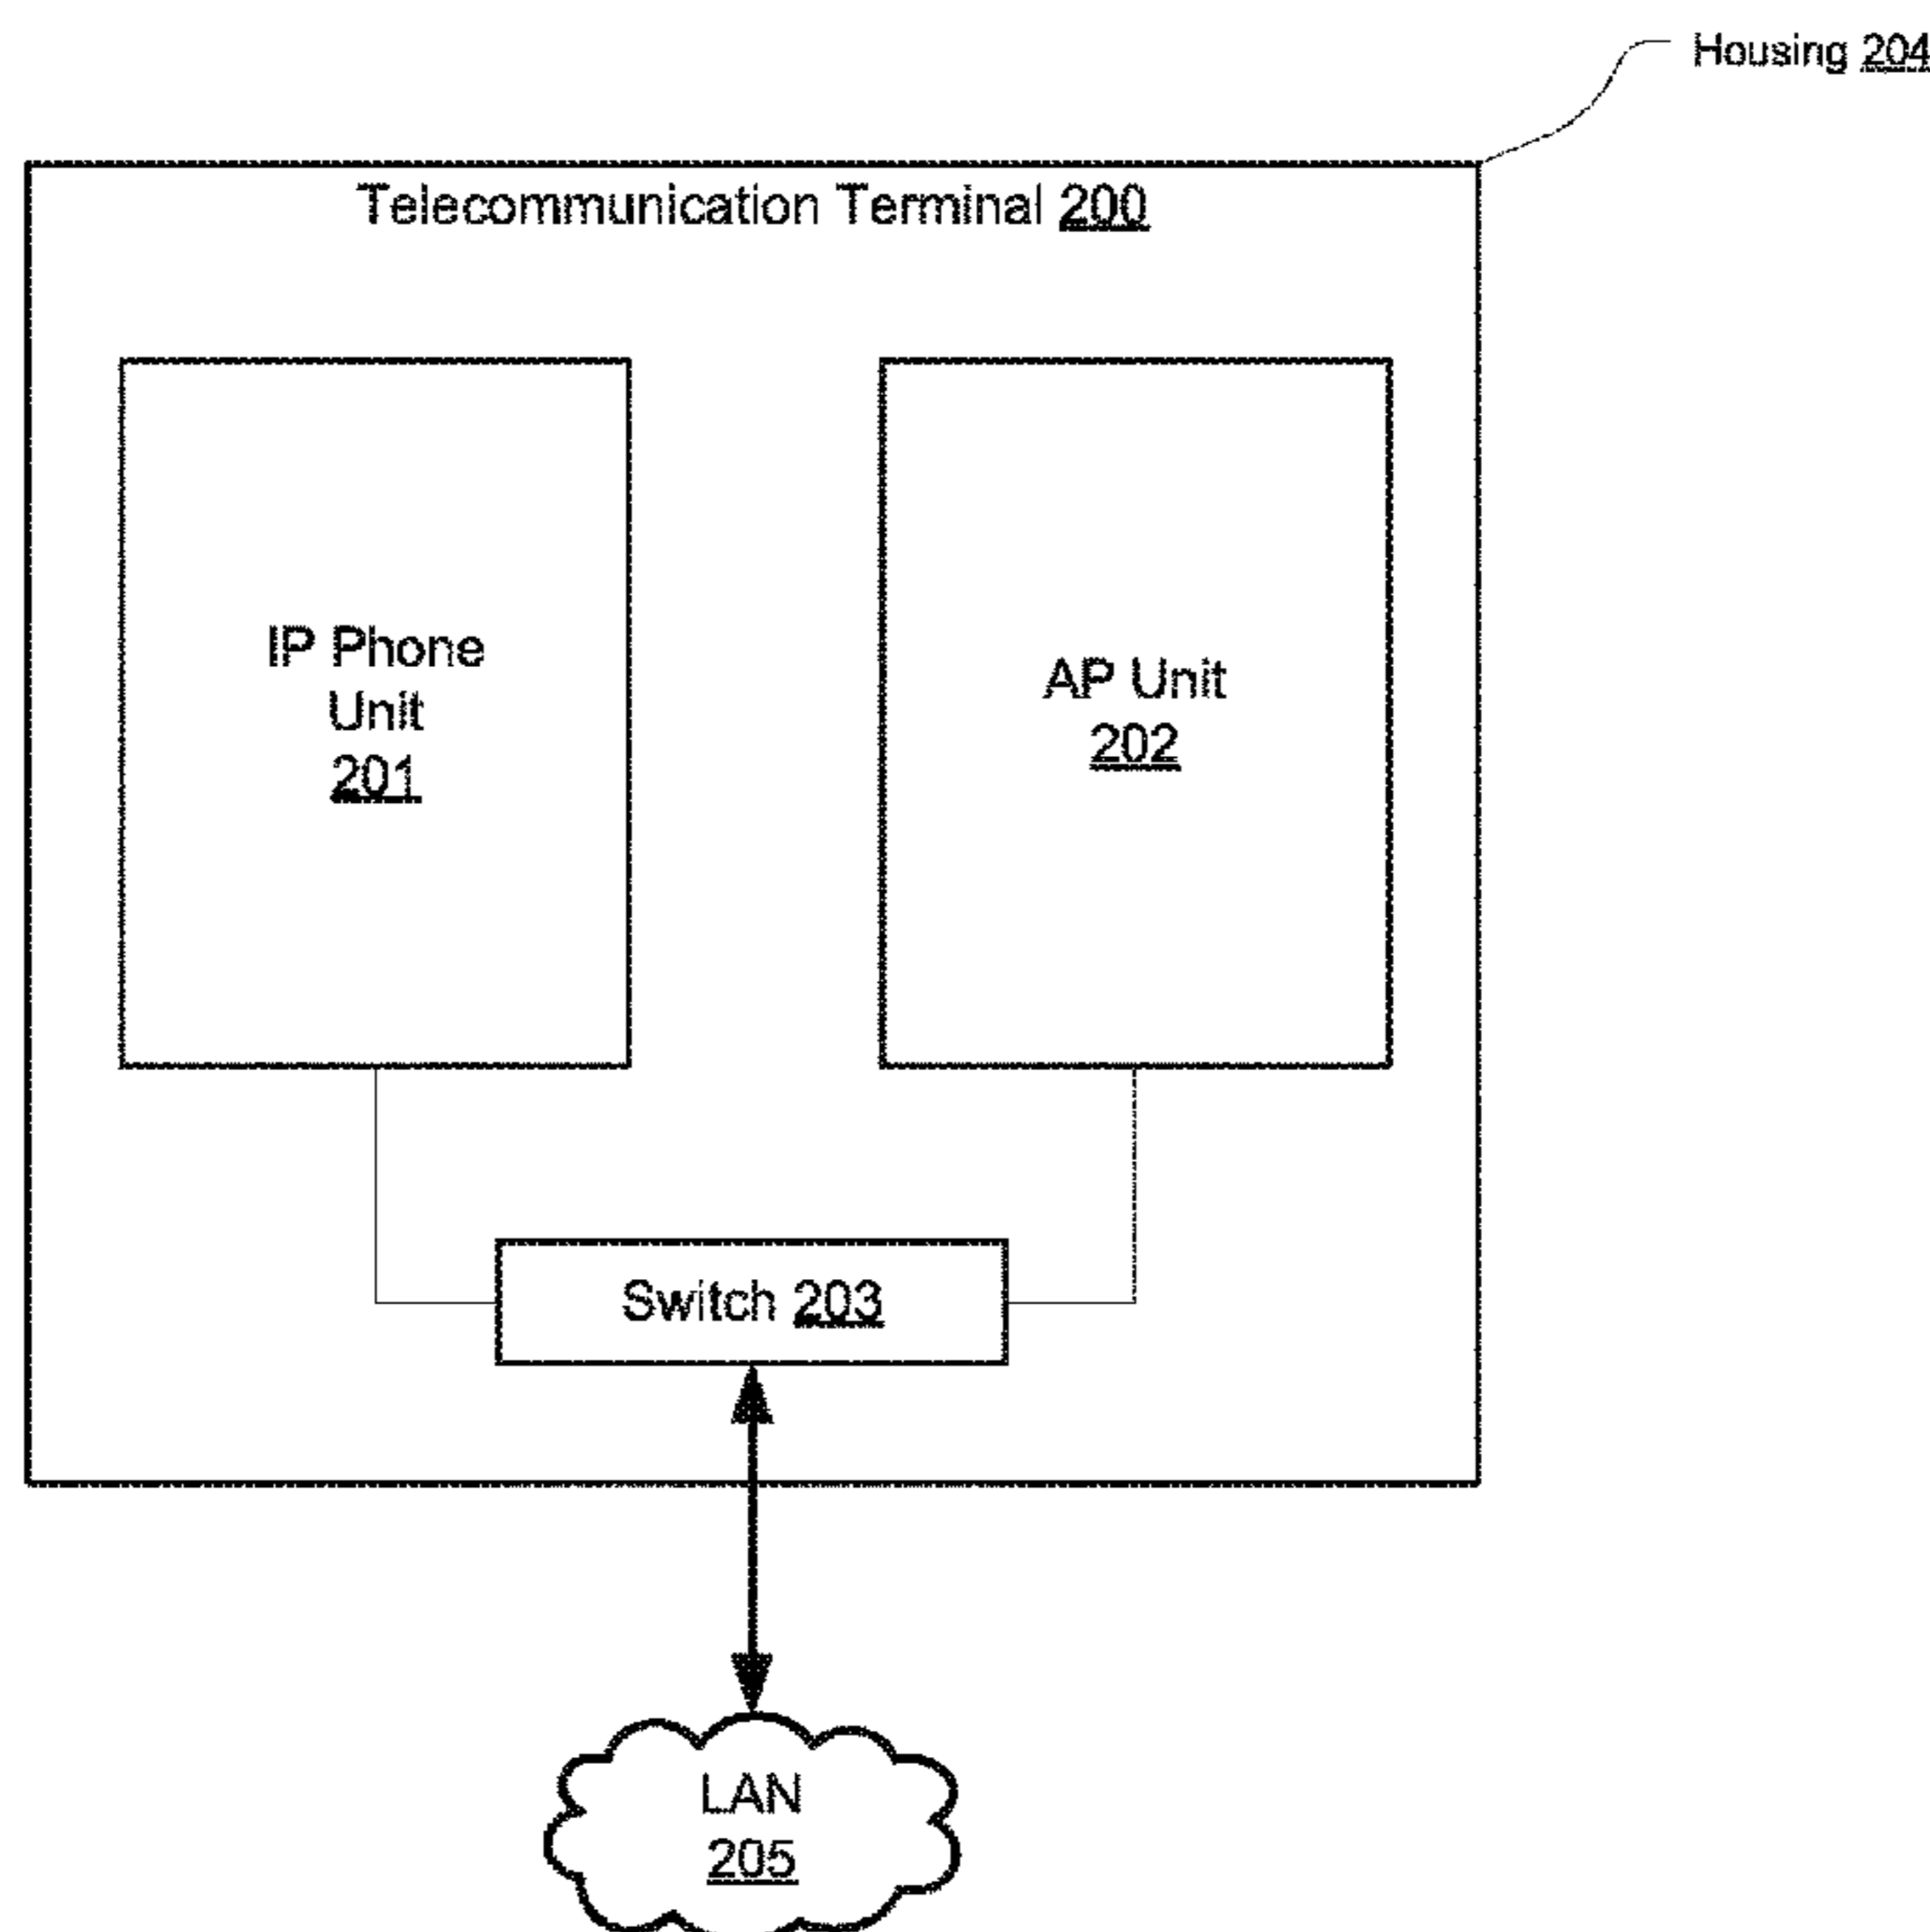 Housing 204
Telecommunication Terminal 200
IP Phone
Unit
201
AP Unit
202
Switch 203
LAN
205